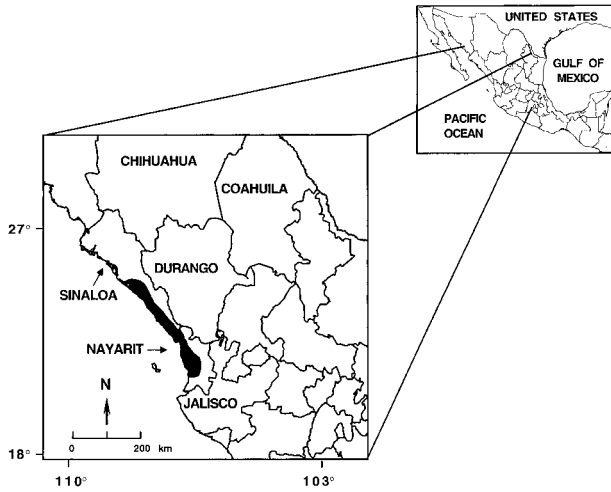 UNITED STATES
GULF OF
MEXICO
PACIFIC
OCEAN
CHIHUAHUA
COAHUILA
27°
DURANGO
SINALOA
NAYARIT
N
JALISCO
0 200 km
18°
110° 103°